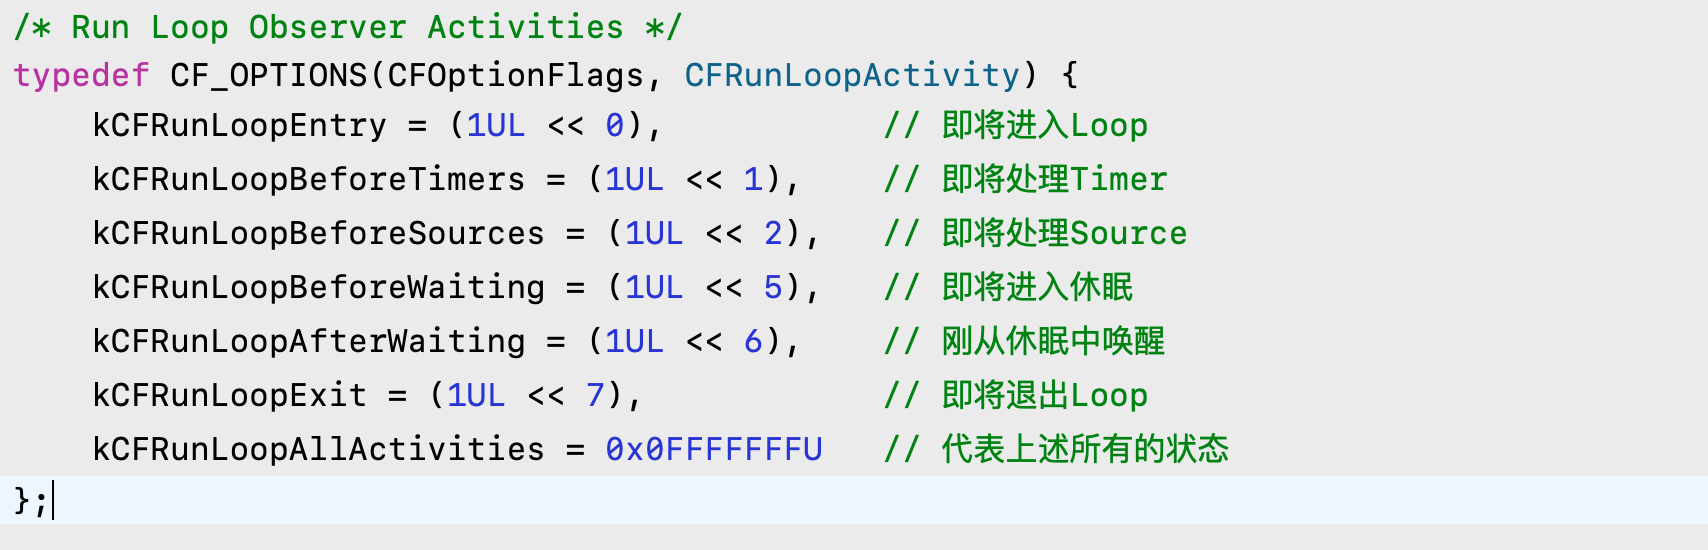 /* Run Loop Observer Activities */
typedef CF_OPTIONS(CFOptionFlags, CFRunLoopActivity) {
    kCFRunLoopEntry = (1UL << 0),           // 即将进入Loop
    kCFRunLoopBeforeTimers = (1UL << 1),    // 即将处理Timer
    kCFRunLoopBeforeSources = (1UL << 2),   // 即将处理Source
    kCFRunLoopBeforeWaiting = (1UL << 5),   // 即将进入休眠
    kCFRunLoopAfterWaiting = (1UL << 6),    // 刚从休眠中唤醒
    kCFRunLoopExit = (1UL << 7),            // 即将退出Loop
    kCFRunLoopAllActivities = 0x0FFFFFFFU   // 代表上述所有的状态
};